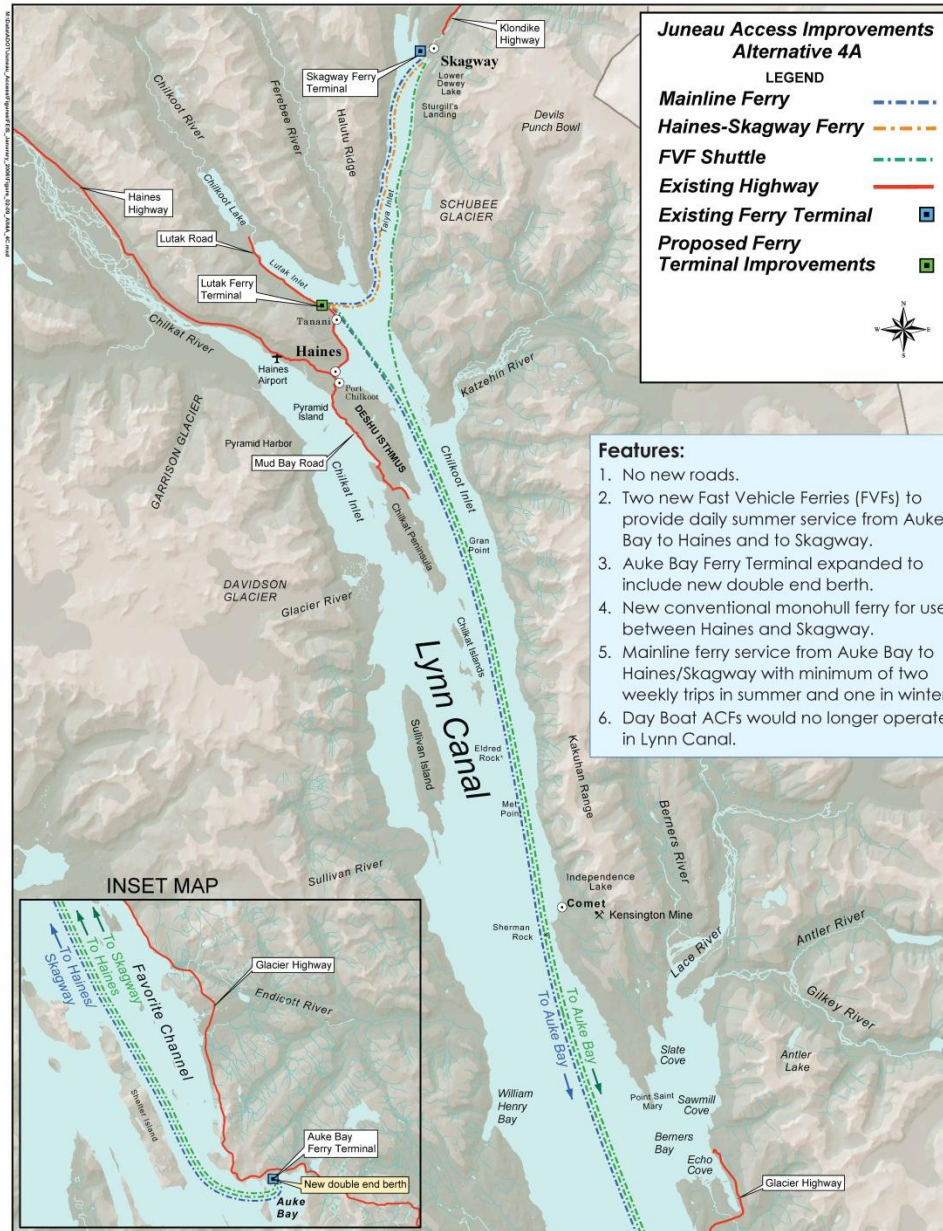 Juneau Access Improvements
Alternative 4A
LEGEND
Mainline Ferry
Haines-Skagway Ferry
FVF Shuttle
Existing Highway
Existing Ferry Terminal
Proposed Ferry
Terminal Improvements
N
W
E
S
Klondike
Highway
Skagway
Skagway Ferry
Terminal
Lower
Dewey
Lake
Sturgill's
Landing
Devils
Punch Bowl
Chilkoot River
Ferebee River
Halutu Ridge
Taiya Inlet
SCHUBEE
GLACIER
Haines
Highway
Chilkoot Lake
Lutak Road
Lutak Inlet
Lutak Ferry
Terminal
Tanani
Chilkat River
Haines
Haines
Airport
Port
Chilkoot
Katzehin River
Pyramid
Island
DESHU ISTHMUS
GARRISON GLACIER
Pyramid Harbor
Mud Bay Road
Chilkat Inlet
Chilkoot Inlet
Chilkat Peninsula
Gran
Point
DAVIDSON
GLACIER
Glacier River
Features:
1. No new roads.
2. Two new Fast Vehicle Ferries (FVFs) to
provide daily summer service from Auke
Bay to Haines and to Skagway.
3. Auke Bay Ferry Terminal expanded to
include new double end berth.
4. New conventional monohull ferry for use
between Haines and Skagway.
5. Mainline ferry service from Auke Bay to
Haines/Skagway with minimum of two
weekly trips in summer and one in winter
6. Day Boat ACFs would no longer operate
in Lynn Canal.
Lynn Canal
Chilkat Islands
Sullivan Island
Eldred
Rock
Kakuhan Range
Met
Point
Berners River
Sullivan River
Independence
Lake
Comet
Kensington Mine
Sherman
Rock
Lace River
Antler River
Gilkey River
To Auke Bay
To Auke Bay
Slate
Cove
Antler
Lake
William
Henry
Bay
Point Saint
Mary
Sawmill
Cove
Berners
Bay
Echo
Cove
Glacier Highway
INSET MAP
To Haines/
Skagway
To Haines
To Skagway
Favorite Channel
Glacier Highway
Endicott River
Shelter Island
Auke Bay
Ferry Terminal
New double end berth
Auke
Bay